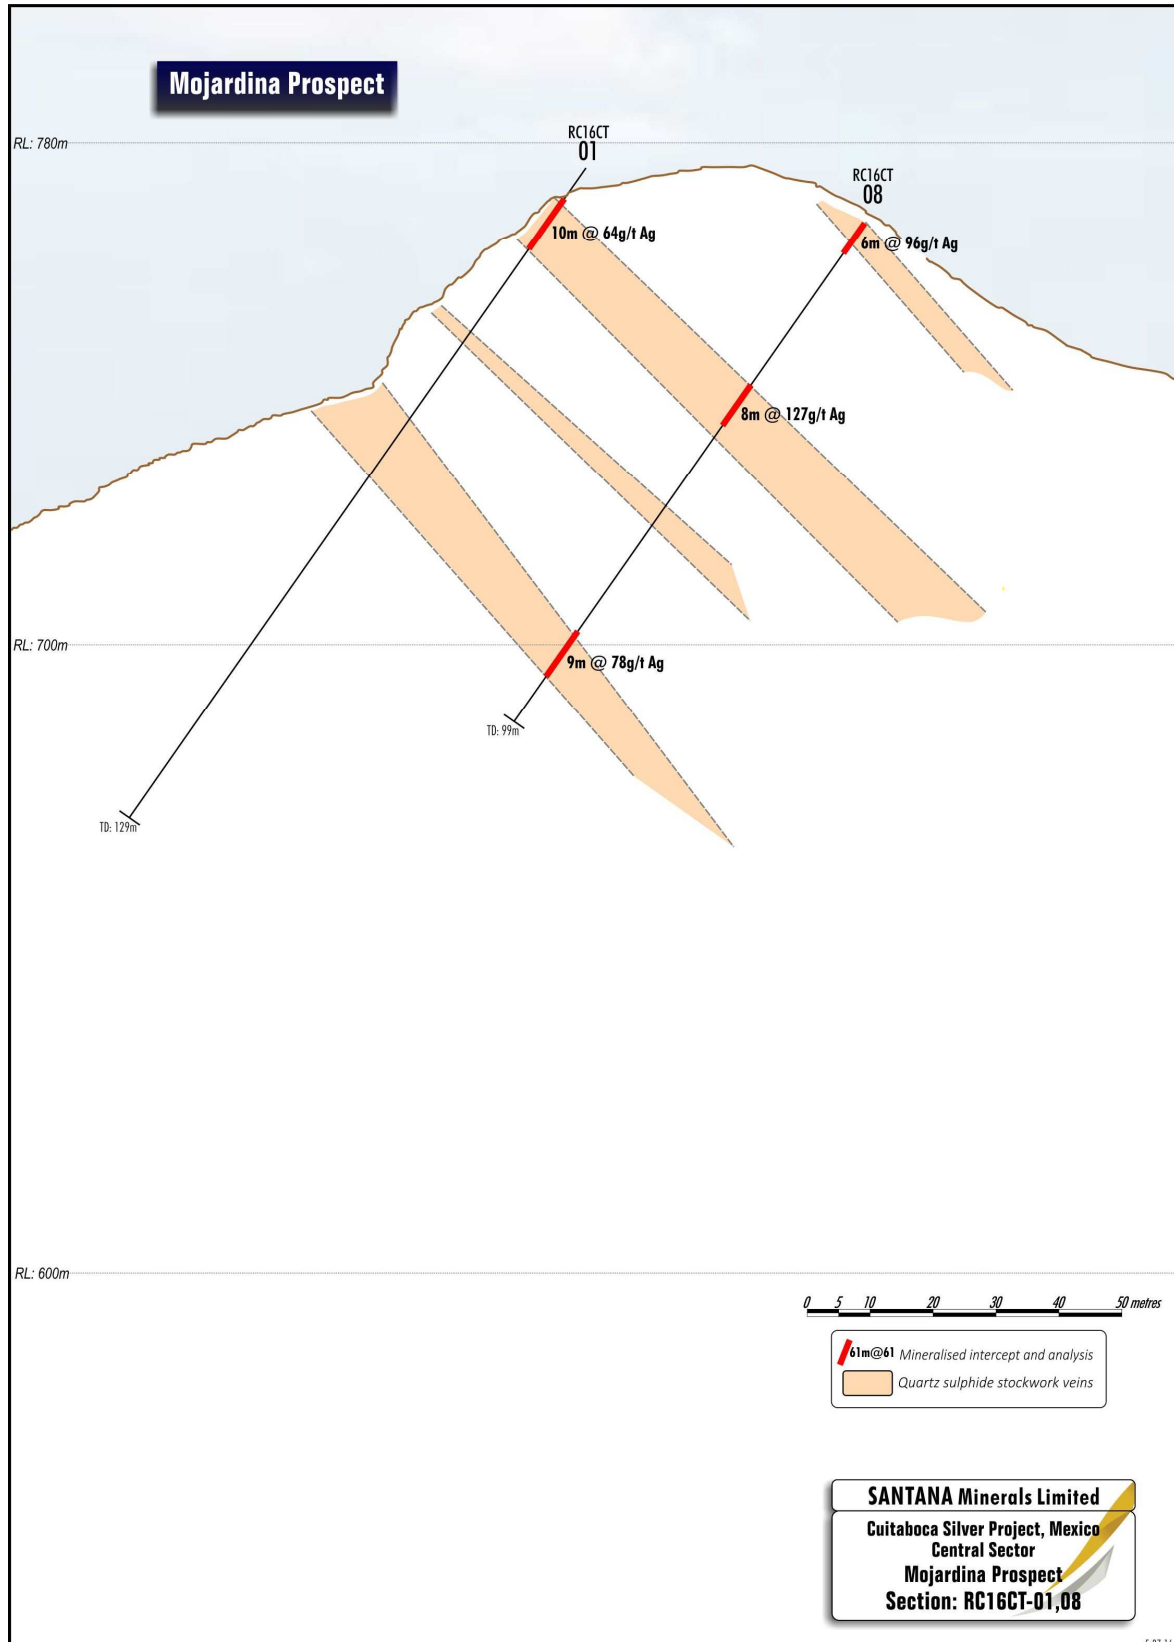 Mojardina Prospect
RL: 780m
RC16CT
01
RC16CT
08
10m @ 64g/t Ag
6m @ 96g/t Ag
8m @ 127g/t Ag
RL: 700m
9m @ 78g/t Ag
TD: 99m
TD: 129m
RL: 600m
0 5 10 20 30 40 50 metres
61m@61 Mineralised intercept and analysis
Quartz sulphide stockwork veins
SANTANA Minerals Limited
Cuitaboca Silver Project, Mexico
Central Sector
Mojardina Prospect
Section: RC16CT-01,08